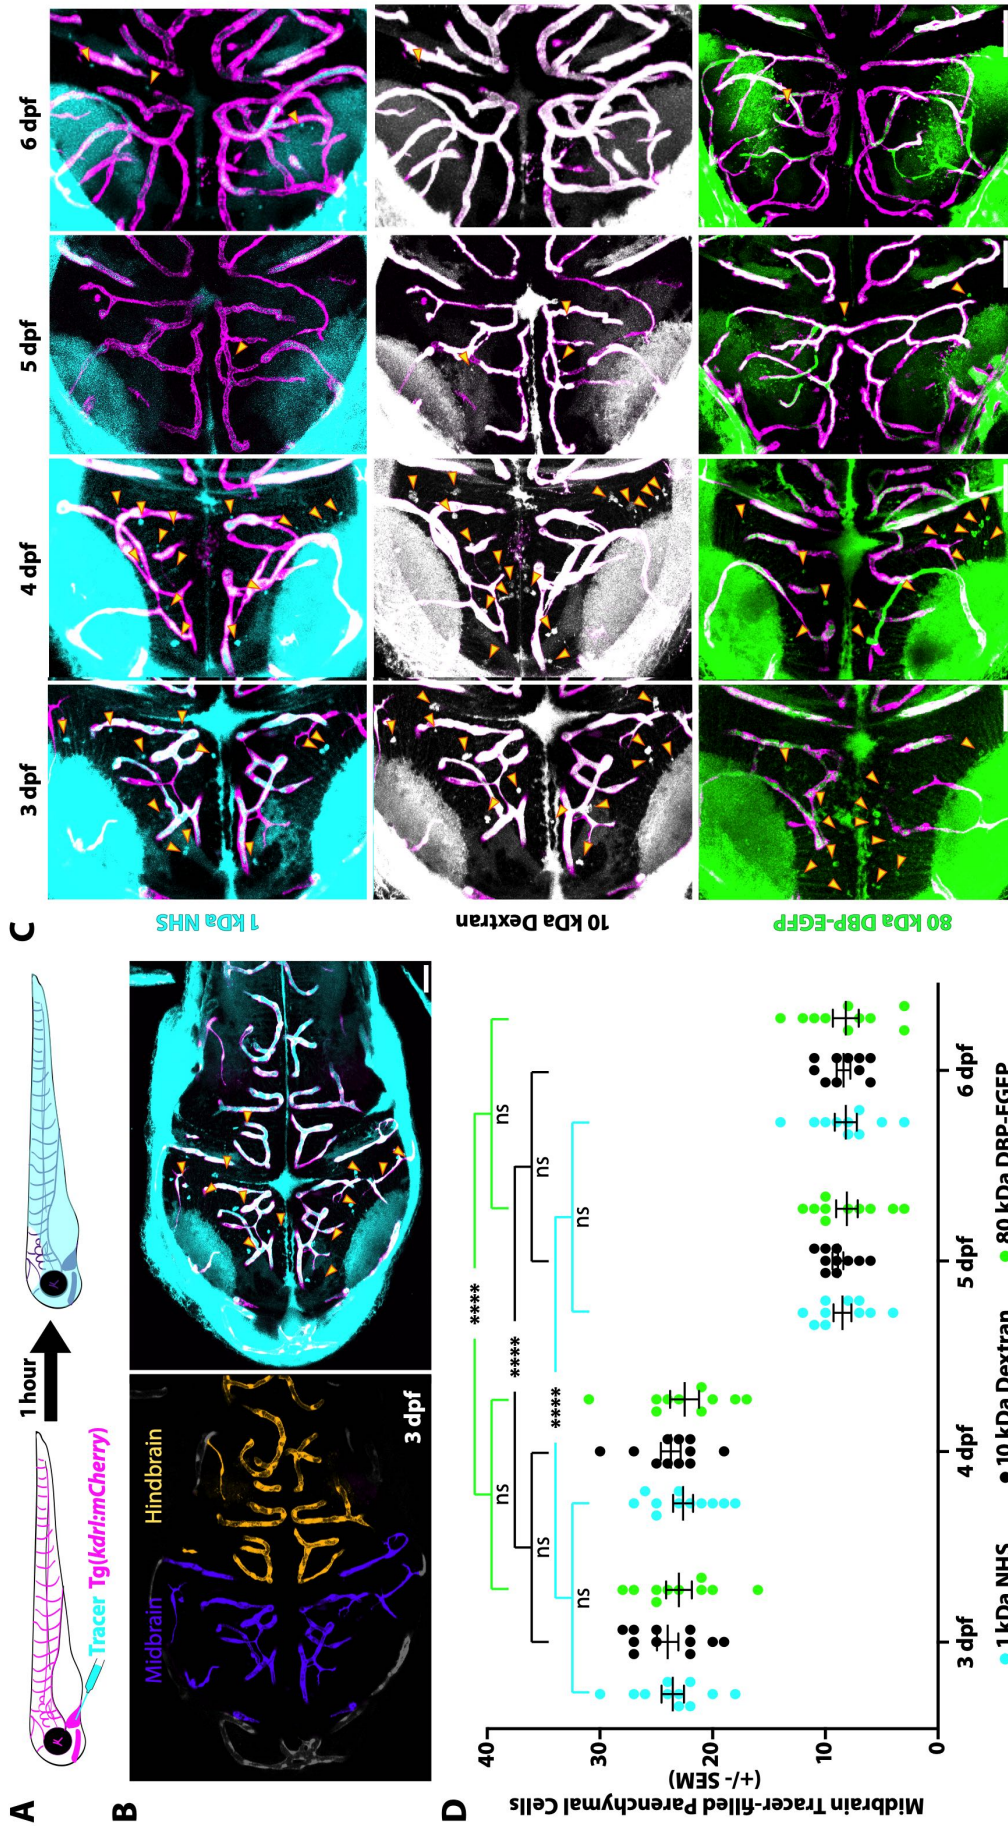 A
1 hour
Tracer Tg(kdrl:mCherry)
B
Midbrain
Hindbrain
3 dpf
C
3 dpf
4 dpf
5 dpf
6 dpf
1 kDa NHS
10 kDa Dextran
80 kDa DBP-EGFP
D
Midbrain Tracer-filled Parenchymal Cells
(+/- SEM)
40
30
20
10
0
ns
ns
ns
****
****
****
ns
ns
ns
3 dpf
4 dpf
5 dpf
6 dpf
1 kDa NHS
10 kDa Dextran
80 kDa DBP-EGFP